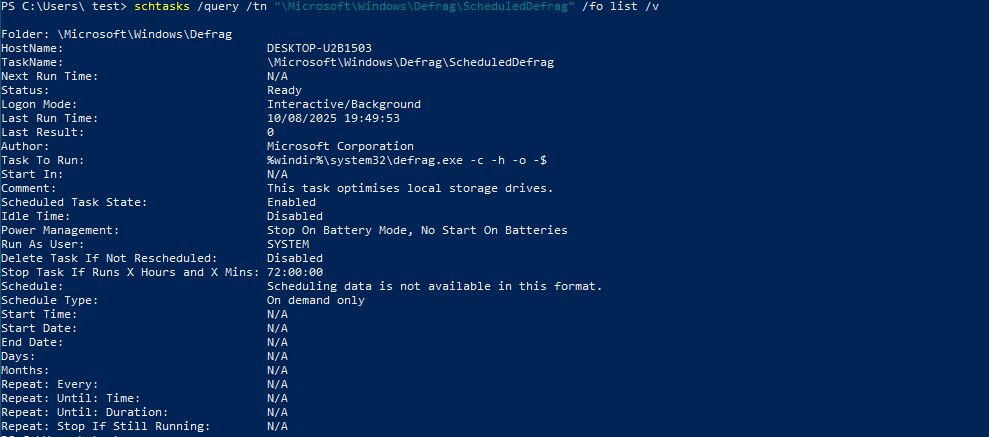 PS C:\Users\ test> schtasks /query /tn "\Microsoft\Windows\Defrag\ScheduledDefrag" /fo list /v
Folder: \Microsoft\Windows\Defrag
HostName: DESKTOP-U2B1503
TaskName: \Microsoft\Windows\Defrag\ScheduledDefrag
Next Run Time: N/A
Status: Ready
Logon Mode: Interactive/Background
Last Run Time: 10/08/2025 19:49:53
Last Result: 0
Author: Microsoft Corporation
Task To Run: %windir%\system32\defrag.exe -c -h -o -$
Start In: N/A
Comment: This task optimises local storage drives.
Scheduled Task State: Enabled
Idle Time: Disabled
Power Management: Stop On Battery Mode, No Start On Batteries
Run As User: SYSTEM
Delete Task If Not Rescheduled: Disabled
Stop Task If Runs X Hours and X Mins: 72:00:00
Schedule: Scheduling data is not available in this format.
Schedule Type: On demand only
Start Time: N/A
Start Date: N/A
End Date: N/A
Days: N/A
Months: N/A
Repeat: Every: N/A
Repeat: Until: Time: N/A
Repeat: Until: Duration: N/A
Repeat: Stop If Still Running: N/A